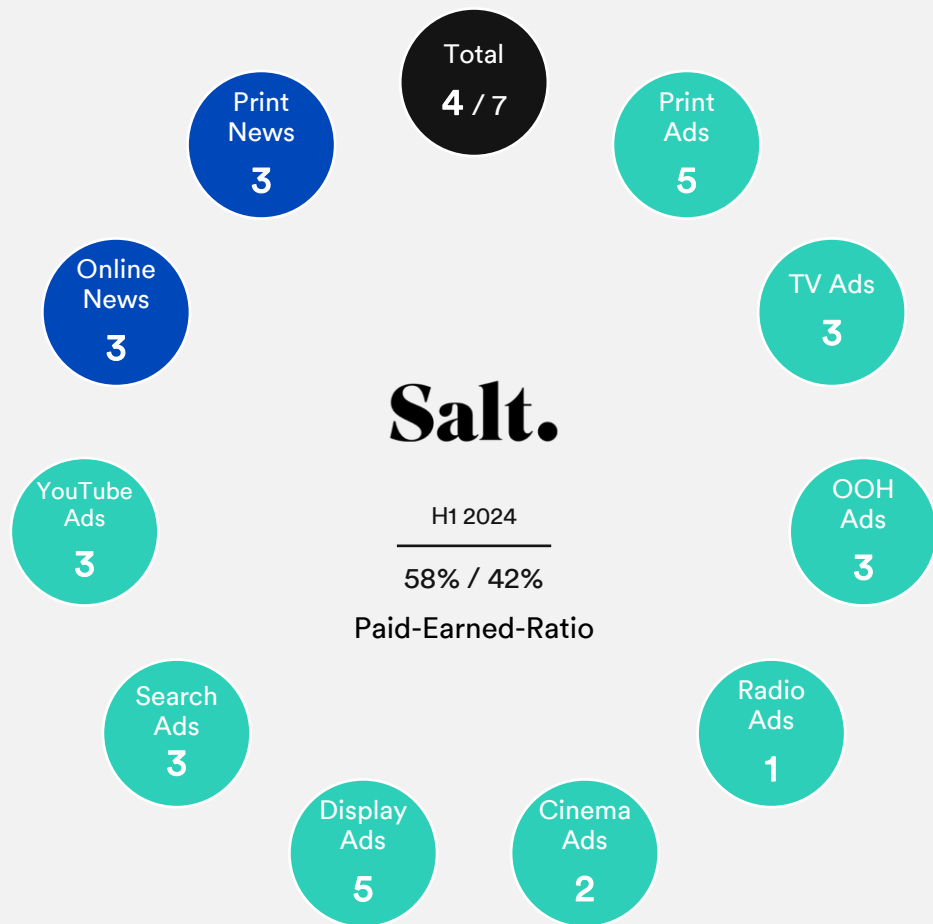 Total
4 / 7
Print
Ads
5
TV Ads
3
OOH
Ads
3
Radio
Ads
1
Cinema
Ads
2
Display
Ads
5
Search
Ads
3
YouTube
Ads
3
Online
News
3
Print
News
3
Salt.
H1 2024
58% / 42%
Paid-Earned-Ratio